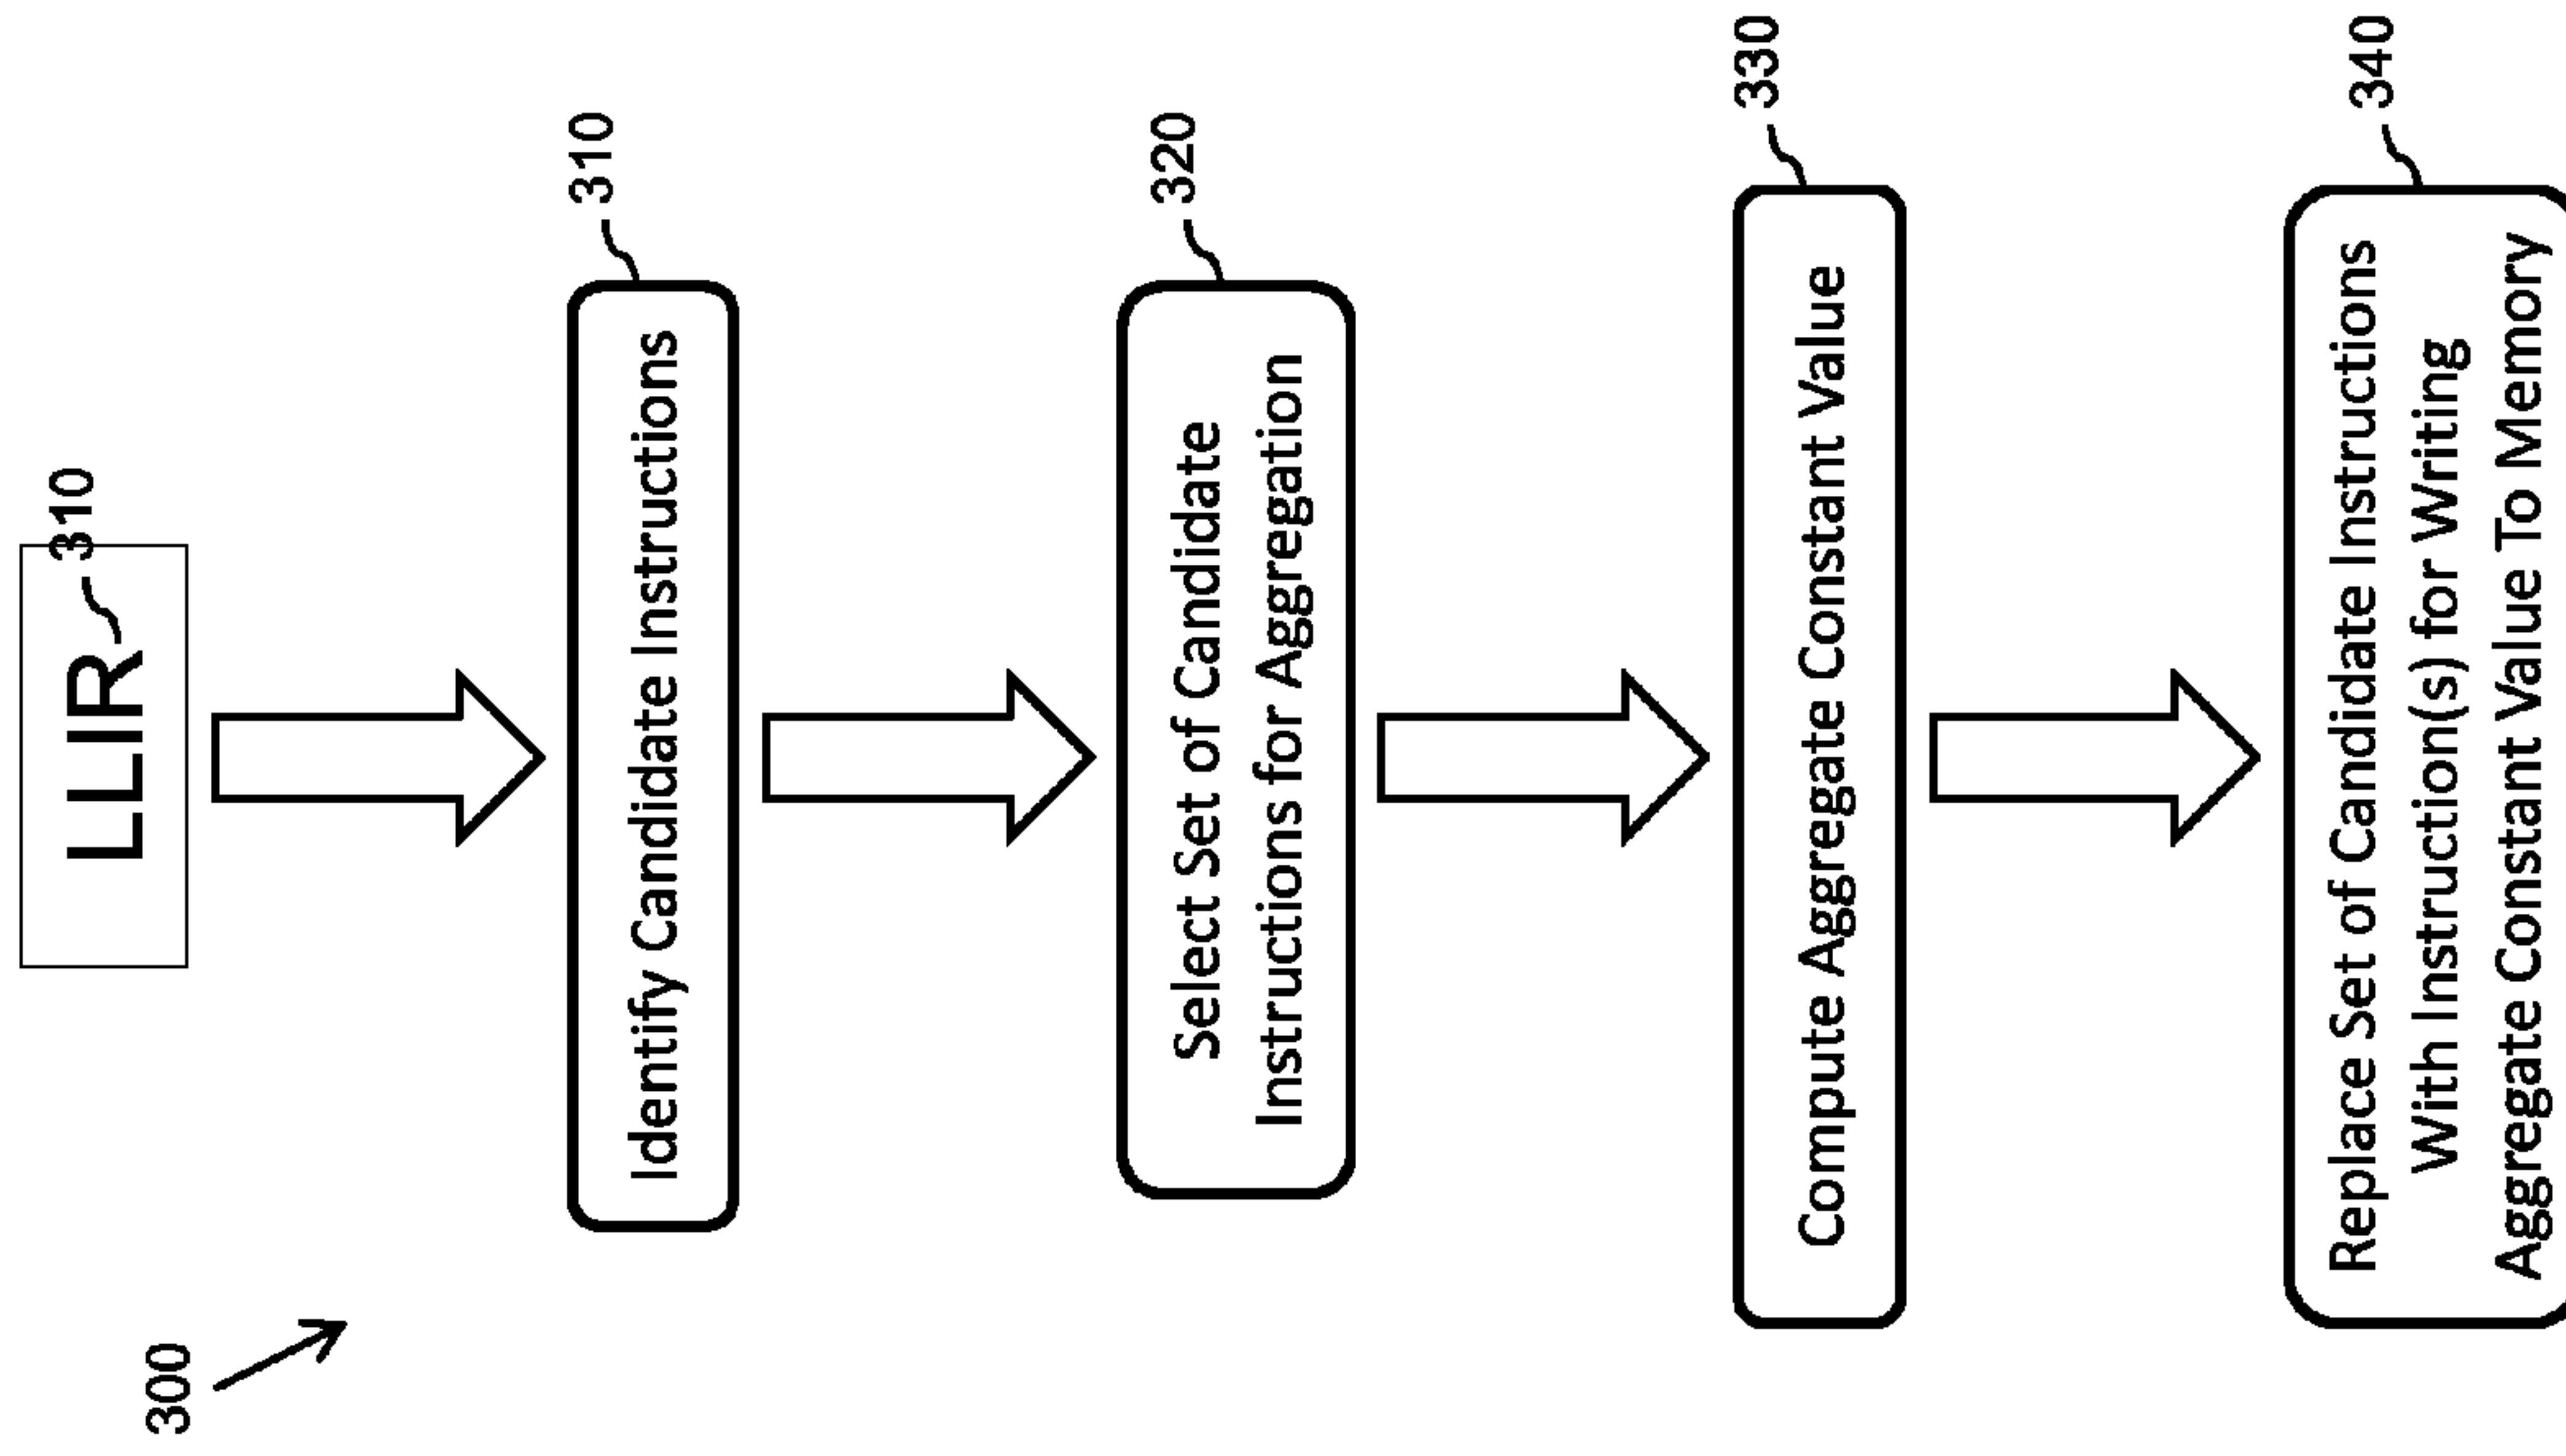 300
LLIR
310
Identify Candidate Instructions
310
Select Set of Candidate
Instructions for Aggregation
320
Compute Aggregate Constant Value
330
Replace Set of Candidate Instructions
With Instruction(s) for Writing
Aggregate Constant Value To Memory
340